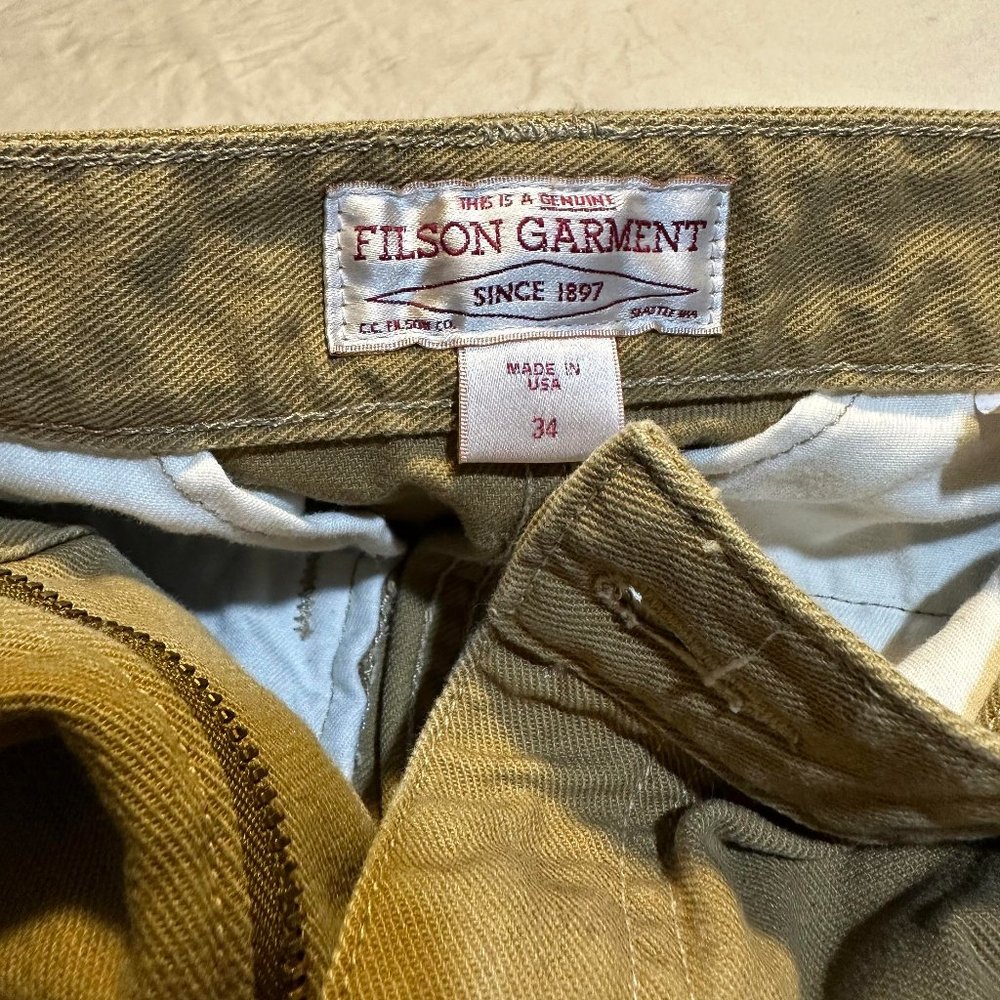 THIS IS A GENUINE
FILSON GARMENT
SINCE 1897
C.C. FILSON CO. SEATTLE WA
MADE IN
USA
34